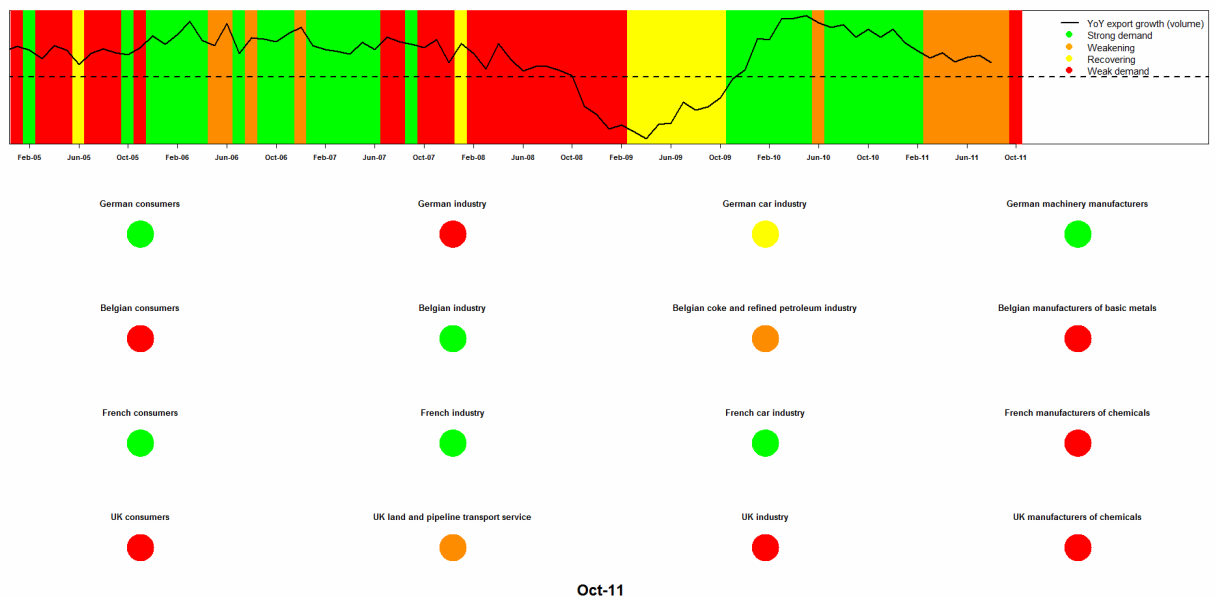 YoY export growth (volume)
Strong demand
Weakening
Recovering
Weak demand
Feb-05 Jun-05 Oct-05 Feb-06 Jun-06 Oct-06 Feb-07 Jun-07 Oct-07 Feb-08 Jun-08 Oct-08 Feb-09 Jun-09 Oct-09 Feb-10 Jun-10 Oct-10 Feb-11 Jun-11 Oct-11
German consumers German industry German car industry German machinery manufacturers
Belgian consumers Belgian industry Belgian coke and refined petroleum industry Belgian manufacturers of basic metals
French consumers French industry French car industry French manufacturers of chemicals
UK consumers UK land and pipeline transport service UK industry UK manufacturers of chemicals
Oct-11